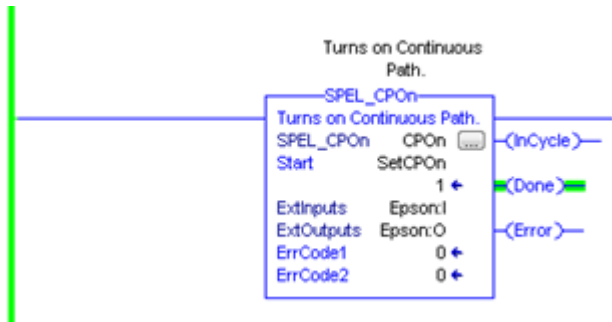 Turns on Continuous
Path.
SPEL_CPOn
Turns on Continuous Path.
SPEL_CPOn CPOn ... (InCycle)
Start SetCPOn
1 (Done)
ExtInputs Epson:I
ExtOutputs Epson:O (Error)
ErrCode1 0
ErrCode2 0